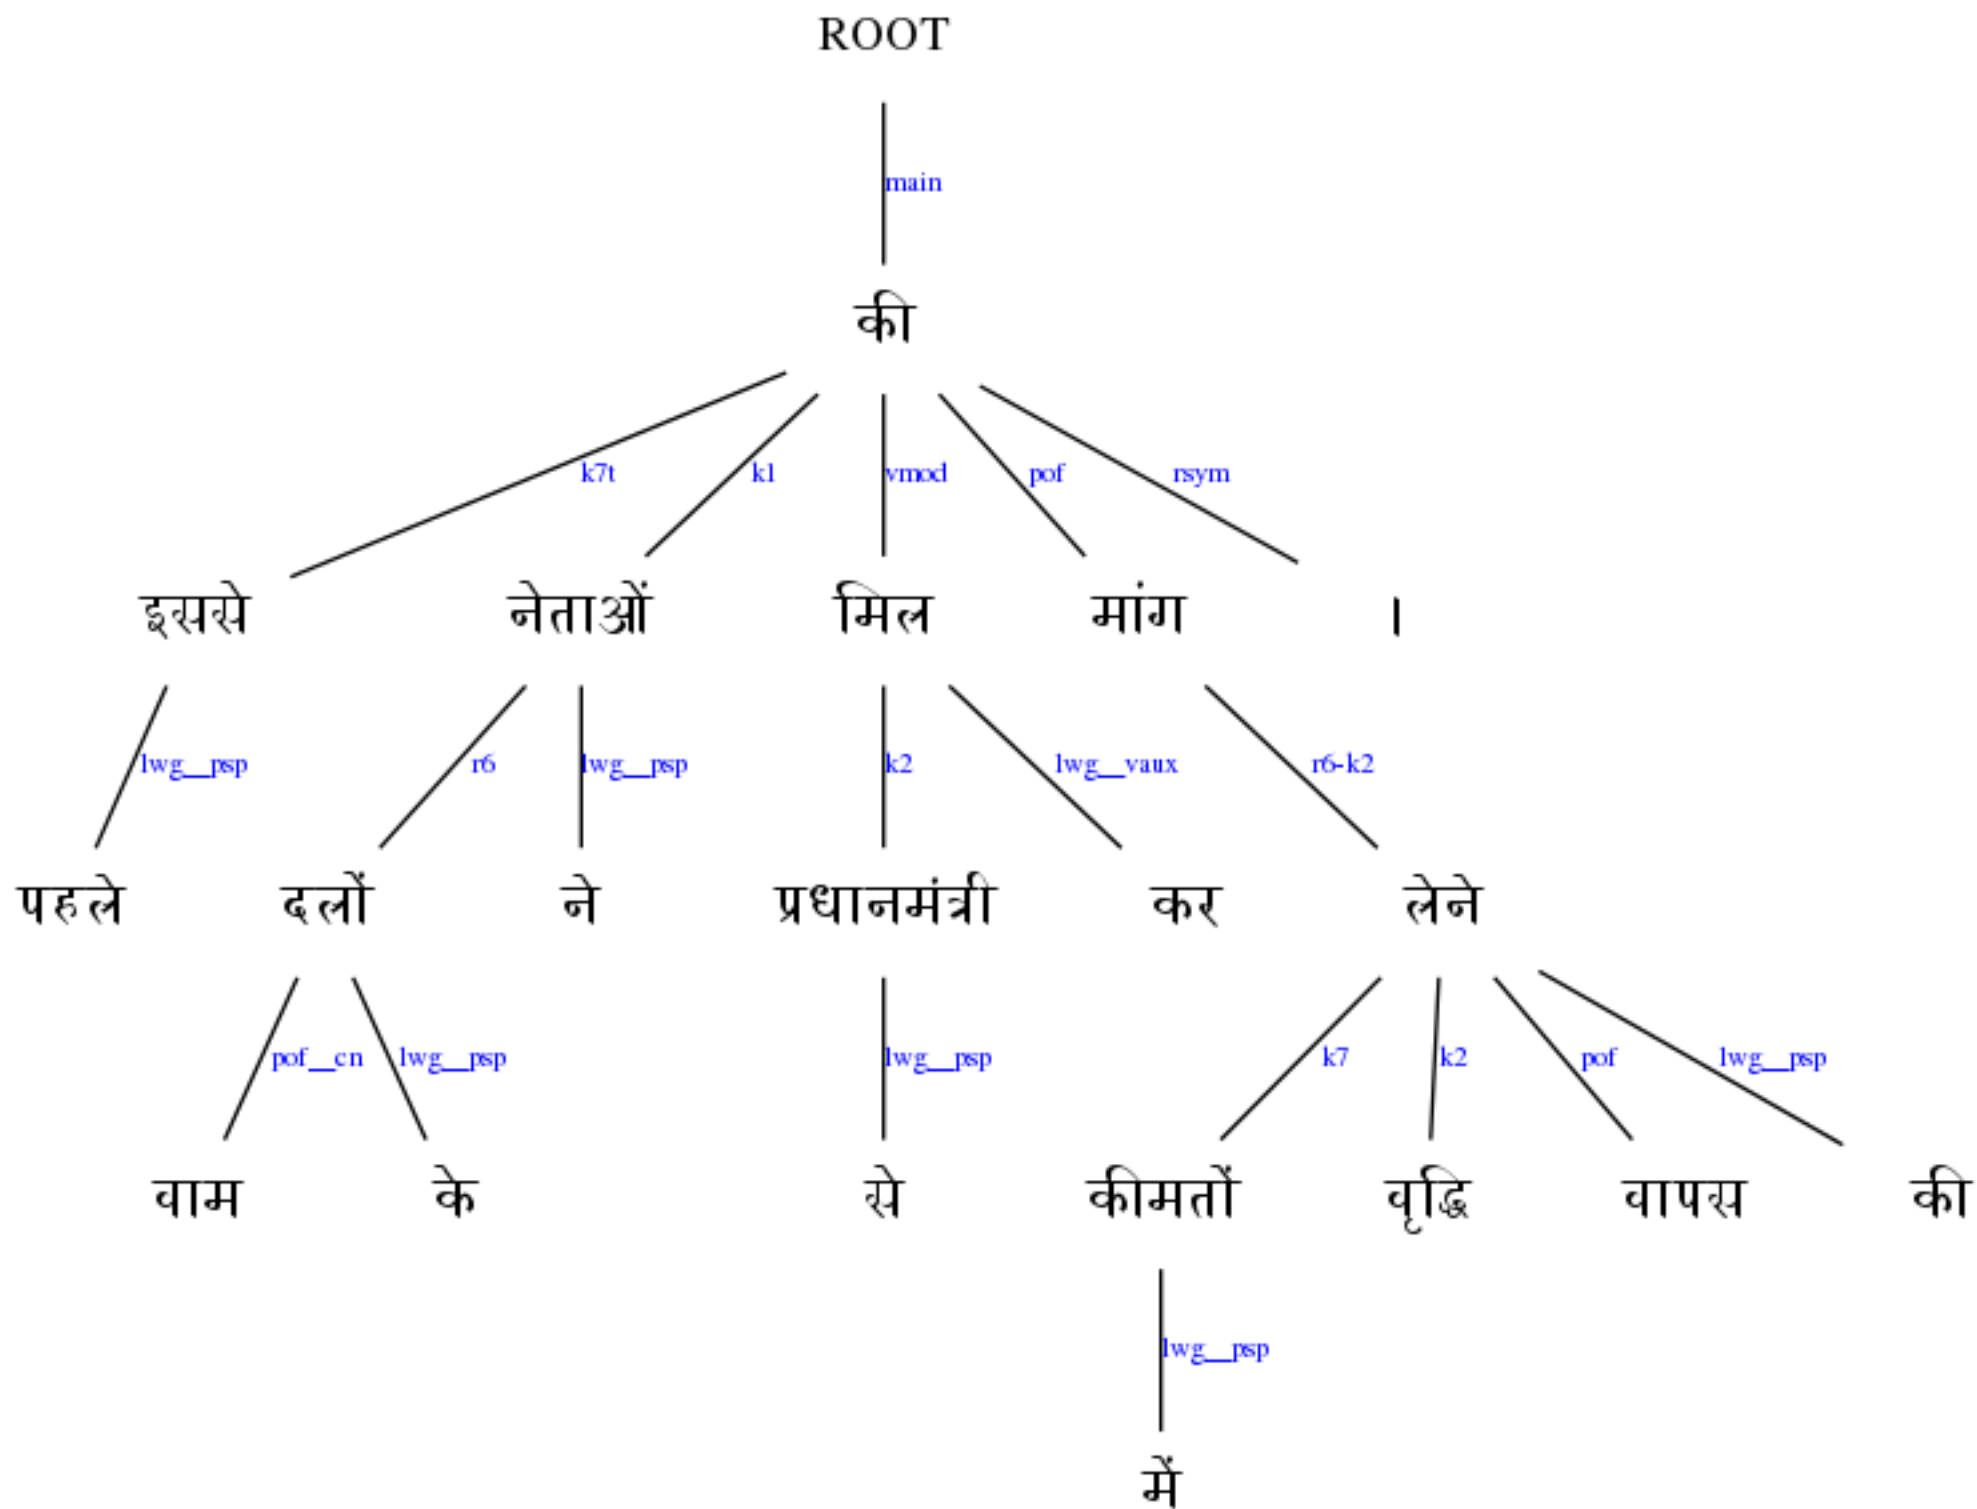 ROOT
main
की
k7t k1 vmod pof rsym
इससे नेताओं मिल मांग ।
lwg__psp r6 lwg__psp k2 lwg__vaux r6-k2
पहले दलों ने प्रधानमंत्री कर लेने
pof__cn lwg__psp lwg__psp k7 k2 pof lwg__psp
वाम के से कीमतों वृद्धि वापस की
lwg__psp
में